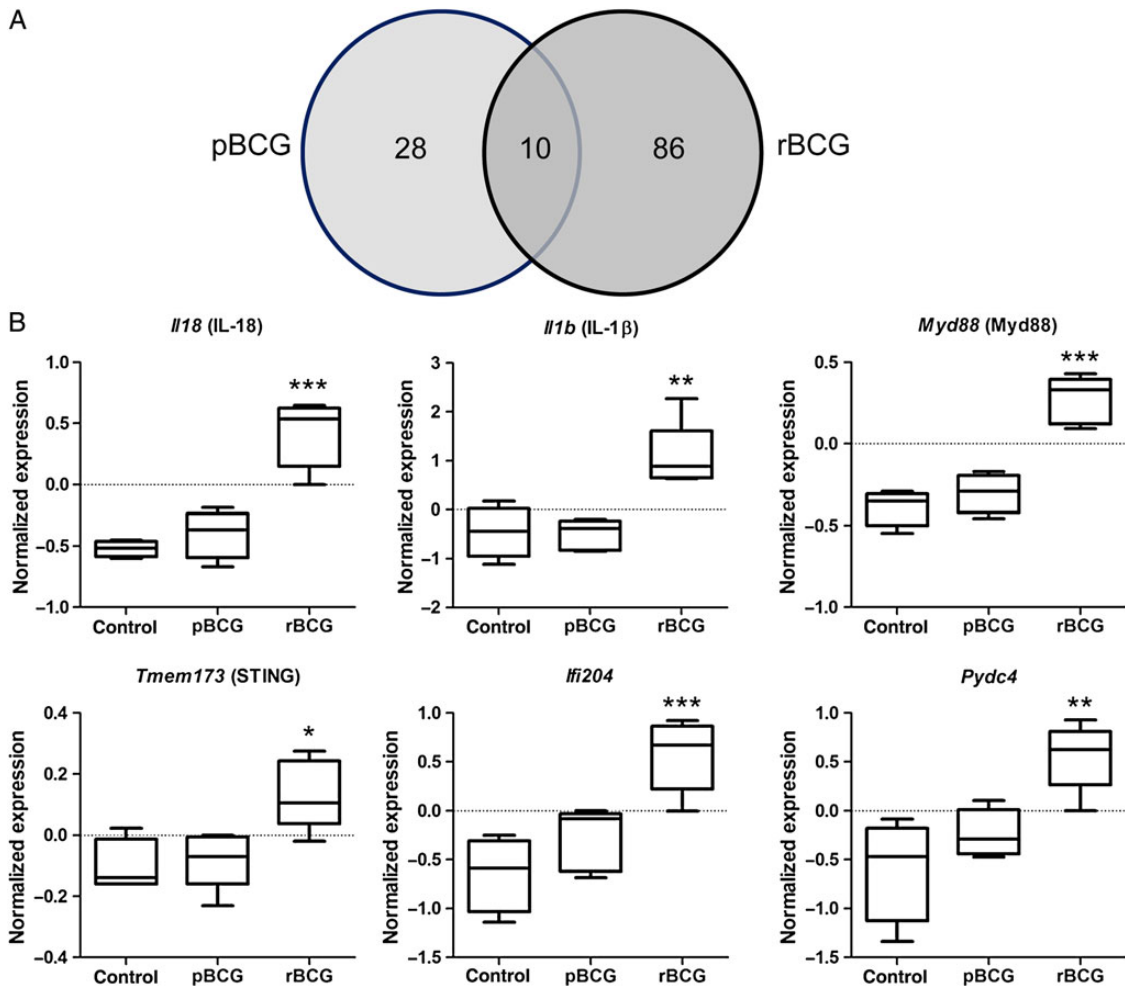 A
pBCG
28
10
86
rBCG
B
Il18 (IL-18)
Normalized expression
1.0
0.5
0.0
–0.5
–1.0
***
Control
pBCG
rBCG
Il1b (IL-1β)
Normalized expression
3
2
1
0
–1
–2
**
Control
pBCG
rBCG
Myd88 (Myd88)
Normalized expression
0.5
0.0
–0.5
–1.0
***
Control
pBCG
rBCG
Tmem173 (STING)
Normalized expression
0.4
0.2
0.0
–0.2
–0.4
*
Control
pBCG
rBCG
Ifi204
Normalized expression
1.0
0.5
0.0
–0.5
–1.0
–1.5
***
Control
pBCG
rBCG
Pydc4
Normalized expression
1.0
0.5
0.0
–0.5
–1.0
–1.5
**
Control
pBCG
rBCG